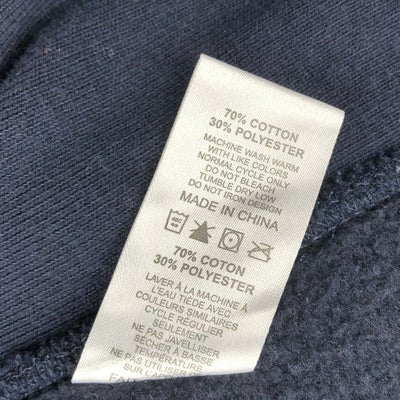 70% COTTON
30% POLYESTER
MACHINE WASH WARM
WITH LIKE COLORS
NORMAL CYCLE ONLY
DO NOT BLEACH
TUMBLE DRY LOW
DO NOT IRON DESIGN
MADE IN CHINA
70% COTON
30% POLYESTER
LAVER À LA MACHINE À
L'EAU TIÈDE AVEC
COULEURS SIMILAIRES
CYCLE RÉGULIER
SEULEMENT
NE PAS JAVELLISER
SÉCHER À BASSE
TEMPÉRATURE
NE PAS